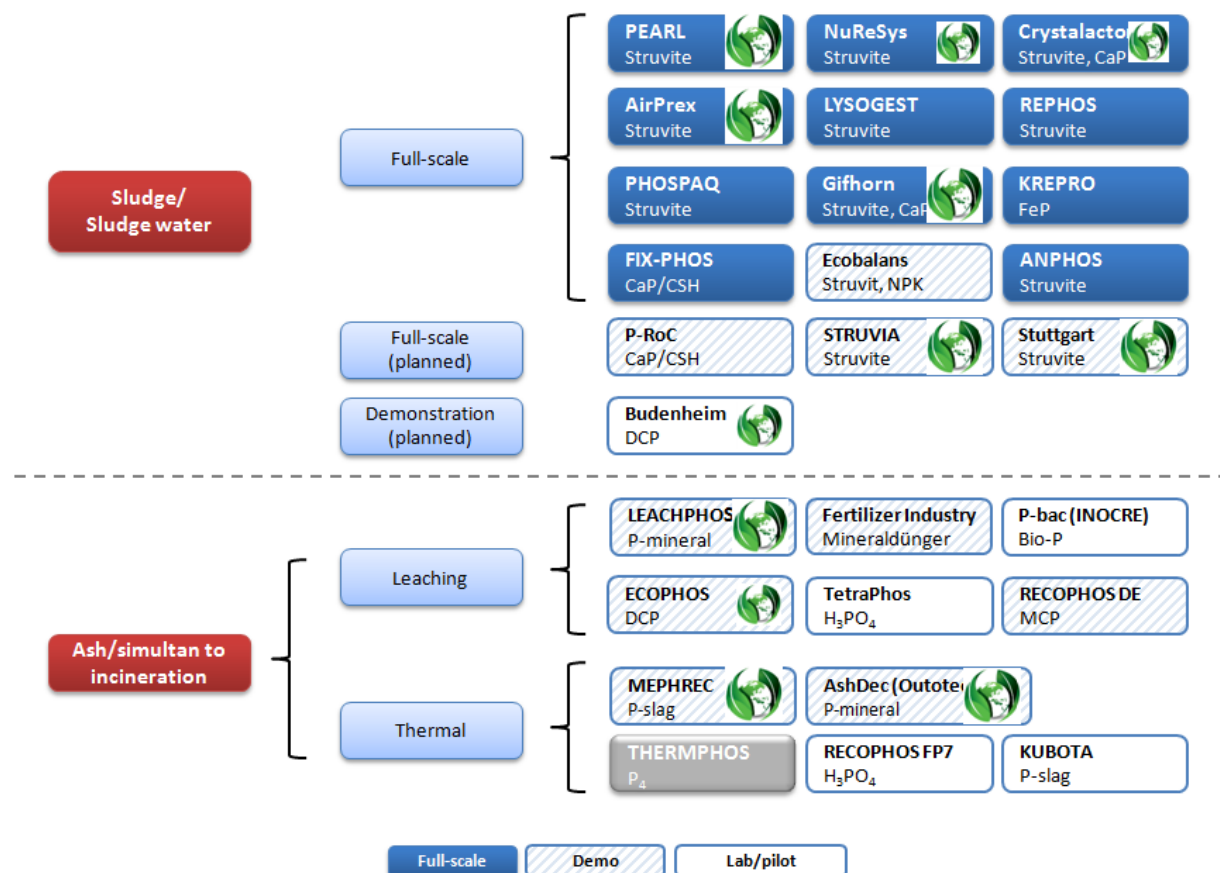 PEARL
Struvite
NuReSys
Struvite
Crystalacto
Struvite, CaP
AirPrex
Struvite
LYSOGEST
Struvite
REPHOS
Struvite
Full-scale
Sludge/
Sludge water
PHOSPAQ
Struvite
Gifhorn
Struvite, CaP
KREPRO
FeP
FIX-PHOS
CaP/CSH
Ecobalans
Struvit, NPK
ANPHOS
Struvite
Full-scale
(planned)
P-RoC
CaP/CSH
STRUVIA
Struvite
Stuttgart
Struvite
Demonstration
(planned)
Budenheim
DCP
LEACHPHOS
P-mineral
Fertilizer Industry
Mineraldünger
P-bac (INOCRE)
Bio-P
Leaching
ECOPHOS
DCP
TetraPhos
H₃PO₄
RECOPHOS DE
MCP
Ash/simultan to
incineration
MEPHREC
P-slag
AshDec (Outotec
P-mineral
Thermal
THERMPHOS
P₄
RECOPHOS FP7
H₃PO₄
KUBOTA
P-slag
Full-scale
Demo
Lab/pilot